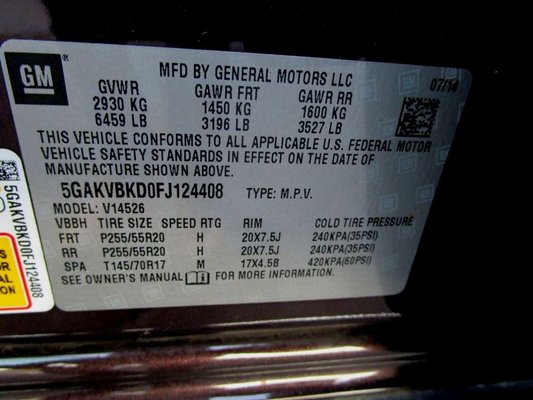 GM
MFD BY GENERAL MOTORS LLC
07/14
GVWR GAWR FRT GAWR RR
2930 KG 1450 KG 1600 KG
6459 LB 3196 LB 3527 LB
THIS VEHICLE CONFORMS TO ALL APPLICABLE U.S. FEDERAL MOTOR
VEHICLE SAFETY STANDARDS IN EFFECT ON THE DATE OF
MANUFACTURE SHOWN ABOVE.
5GAKVBKD0FJ124408 TYPE: M.P.V.
MODEL: V14526
VBBH TIRE SIZE SPEED RTG RIM COLD TIRE PRESSURE
FRT P255/55R20 H 20X7.5J 240KPA(35PSI)
RR P255/55R20 H 20X7.5J 240KPA(35PSI)
SPA T145/70R17 M 17X4.5B 420KPA(60PSI)
SEE OWNER'S MANUAL FOR MORE INFORMATION.
5GAKVBKD0FJ124408